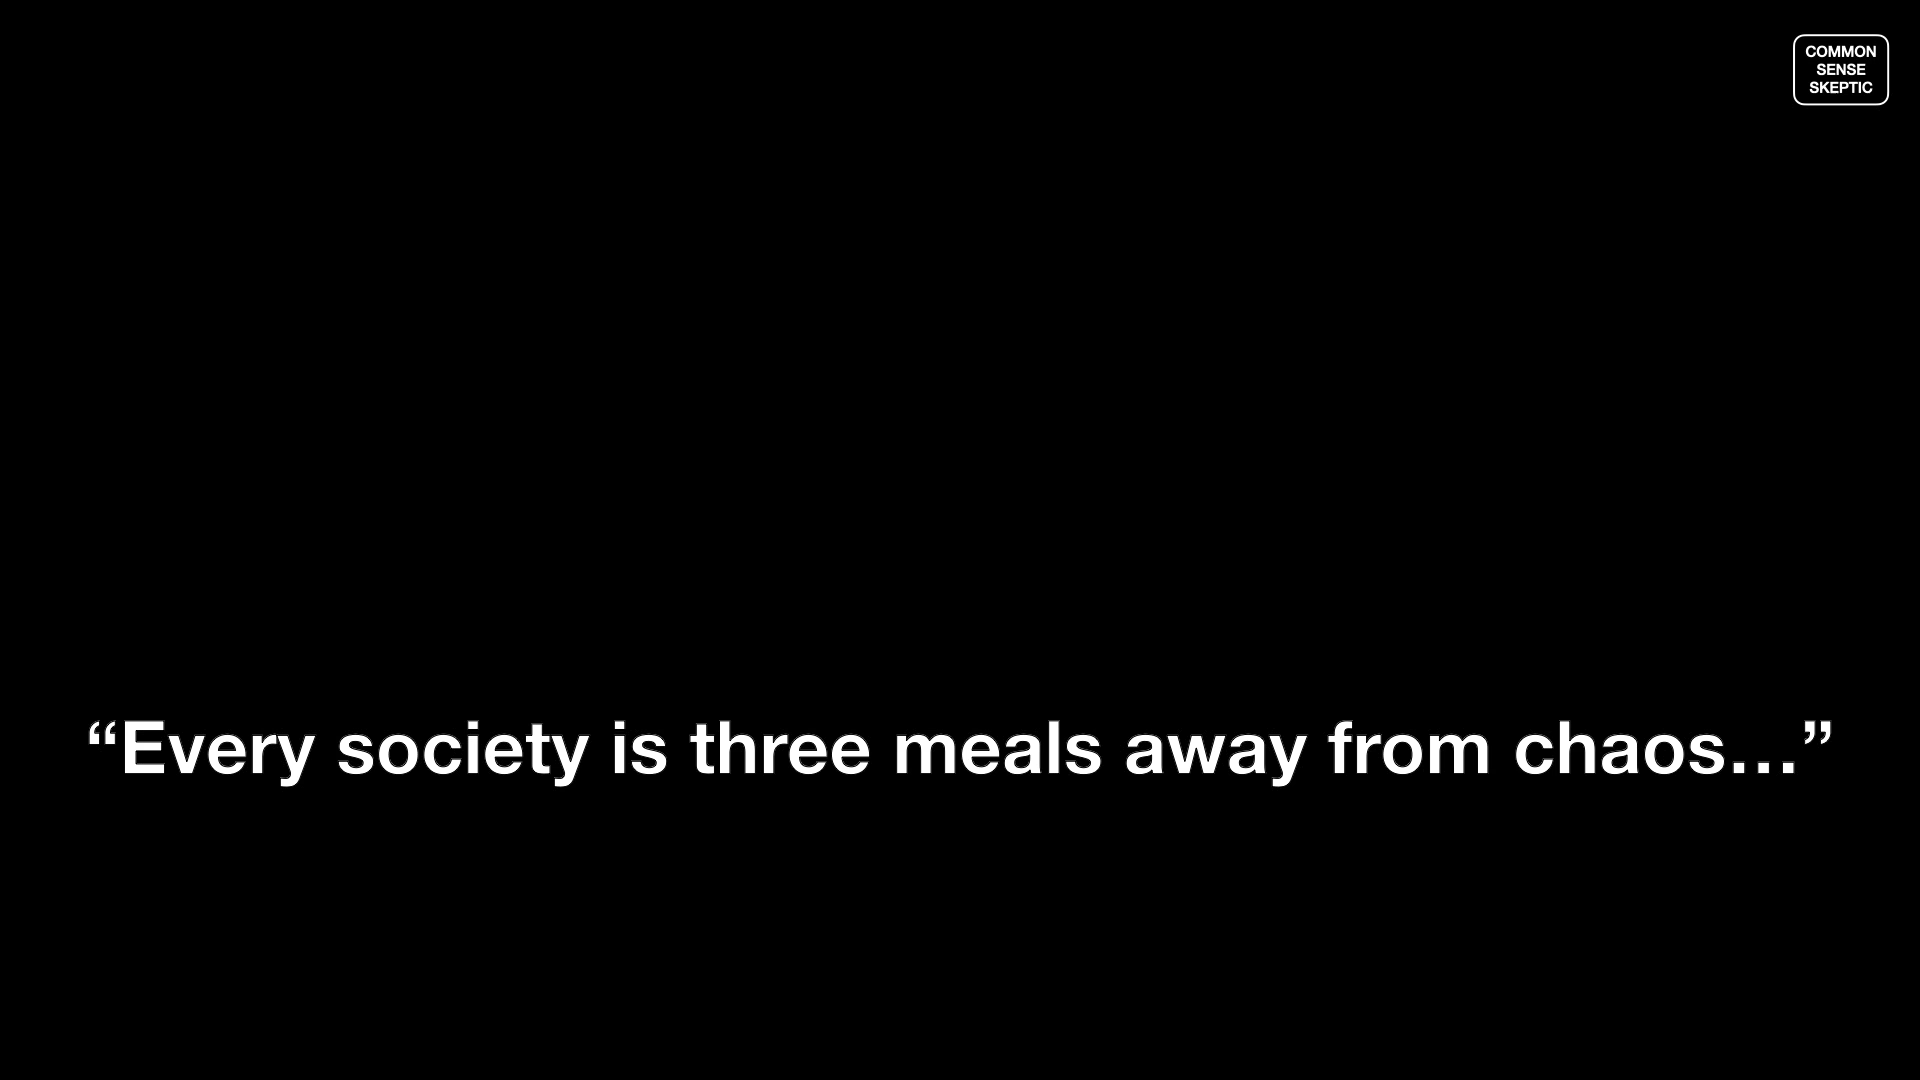 COMMON
SENSE
SKEPTIC
“Every society is three meals away from chaos…”